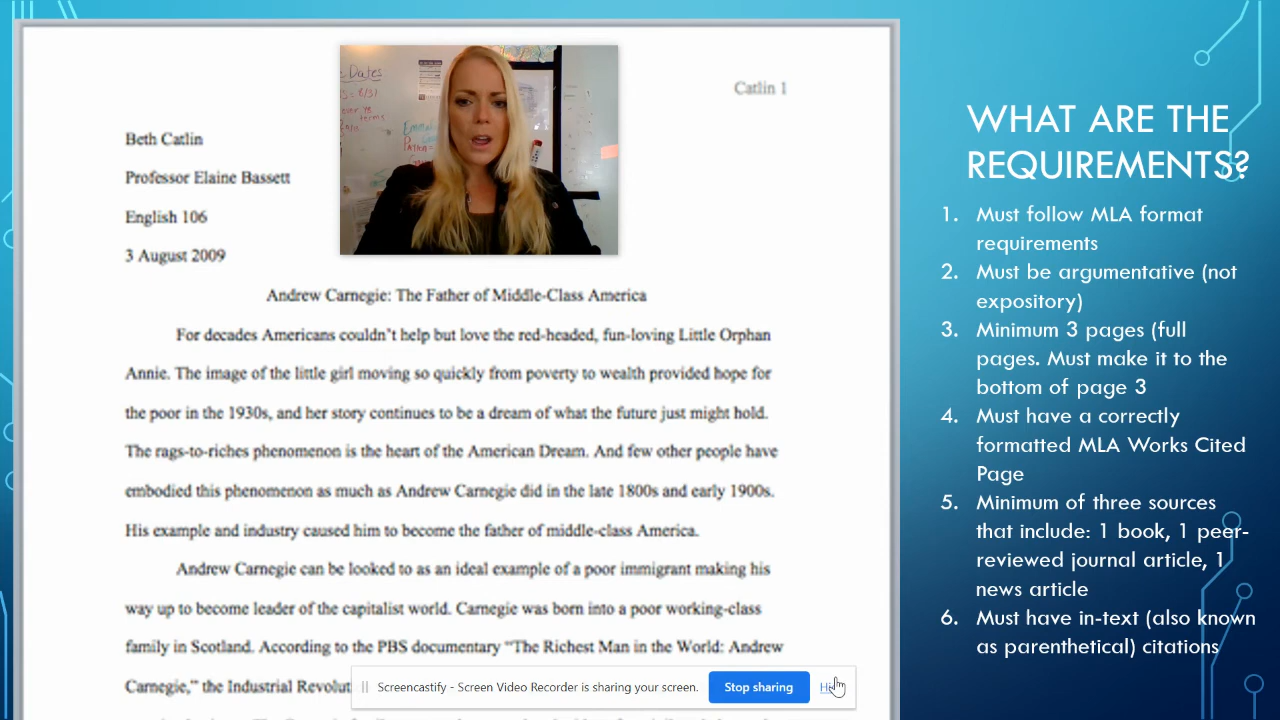 Catlin 1
Beth Catlin
Professor Elaine Bassett
English 106
3 August 2009
Andrew Carnegie: The Father of Middle-Class America
For decades Americans couldn't help but love the red-headed, fun-loving Little Orphan
Annie. The image of the little girl moving so quickly from poverty to wealth provided hope for
the poor in the 1930s, and her story continues to be a dream of what the future just might hold.
The rags-to-riches phenomenon is the heart of the American Dream. And few other people have
embodied this phenomenon as much as Andrew Carnegie did in the late 1800s and early 1900s.
His example and industry caused him to become the father of middle-class America.
Andrew Carnegie can be looked to as an ideal example of a poor immigrant making his
way up to become leader of the capitalist world. Carnegie was born into a poor working-class
family in Scotland. According to the PBS documentary "The Richest Man in the World: Andrew
Carnegie," the Industrial Revolut
Screencastify - Screen Video Recorder is sharing your screen.
Stop sharing
Dates
WHAT ARE THE
REQUIREMENTS?
1. Must follow MLA format
requirements
2. Must be argumentative (not
expository)
3. Minimum 3 pages (full
pages. Must make it to the
bottom of page 3
4. Must have a correctly
formatted MLA Works Cited
Page
5. Minimum of three sources
that include: 1 book, 1 peer-
reviewed journal article, 1
news article
6. Must have in-text (also known
as parenthetical) citations